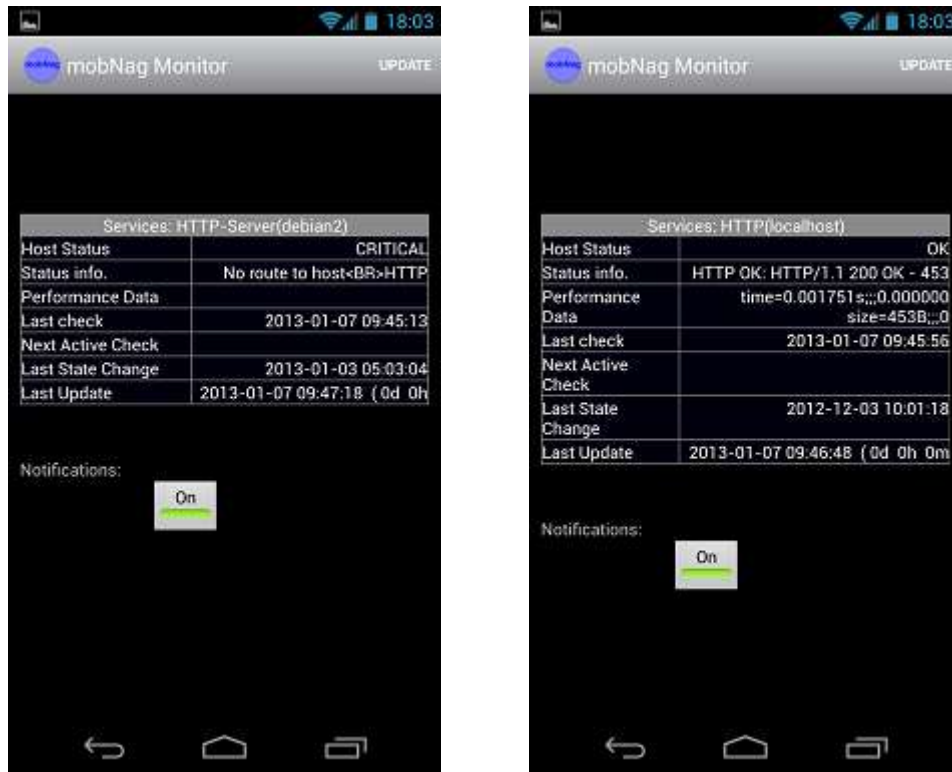 18:03
mobNag Monitor
UPDATE
Services: HTTP-Server(debian2)
Host Status CRITICAL
Status info. No route to host<BR>HTTP
Performance Data
Last check 2013-01-07 09:45:13
Next Active Check
Last State Change 2013-01-03 05:03:04
Last Update 2013-01-07 09:47:18 ( 0d 0h
Notifications:
On
18:03
mobNag Monitor
UPDATE
Services: HTTP(localhost)
Host Status OK
Status info. HTTP OK: HTTP/1.1 200 OK - 453
Performance time=0.001751s;;;0.000000
Data size=453B;;;0
Last check 2013-01-07 09:45:56
Next Active
Check
Last State 2012-12-03 10:01:18
Change
Last Update 2013-01-07 09:46:48 ( 0d 0h 0m
Notifications:
On